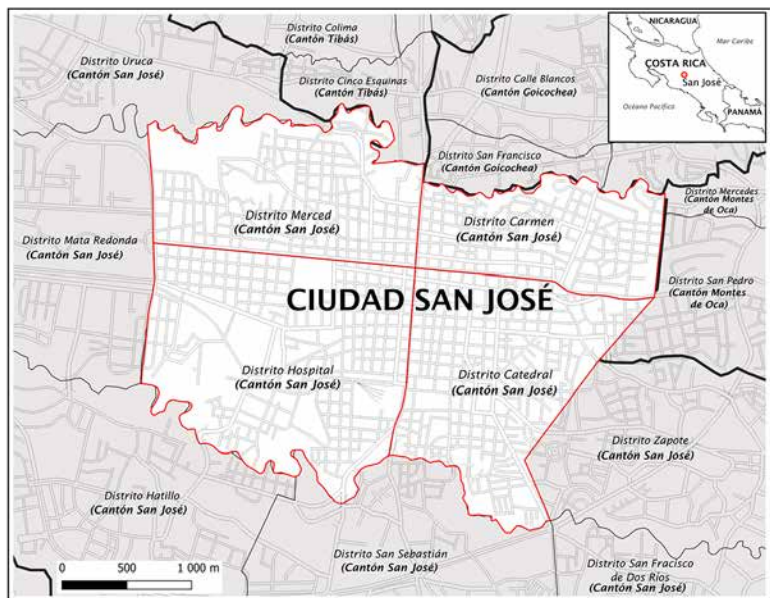 Distrito Colima
(Cantón Tibás)
Distrito Uruca
(Cantón San José)
Distrito Cinco Esquinas
(Cantón Tibás)
Distrito Calle Blancos
(Cantón Goicochea)
NICARAGUA
Mar Caribe
COSTA RICA
San José
Océano Pacífico
PANAMÁ
Distrito San Francisco
(Cantón Goicochea)
Distrito Mercedes
(Cantón Montes
de Oca)
Distrito Merced
(Cantón San José)
Distrito Carmen
(Cantón San José)
Distrito Mata Redonda
(Cantón San José)
Distrito San Pedro
(Cantón Montes
de Oca)
CIUDAD SAN JOSÉ
Distrito Hospital
(Cantón San José)
Distrito Catedral
(Cantón San José)
Distrito Zapote
(Cantón San José)
Distrito Hatillo
(Cantón San José)
Distrito San Sebastián
(Cantón San José)
Distrito San Fracisco
de Dos Ríos
(Cantón San José)
0 500 1 000 m